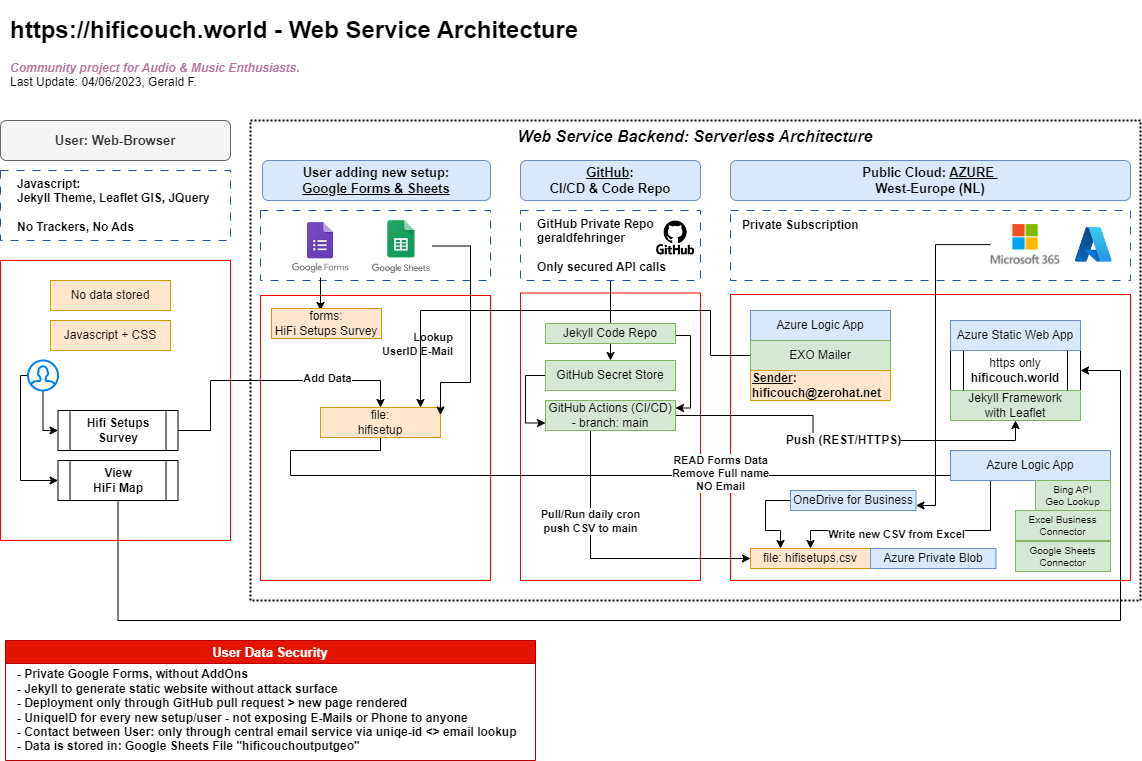 https://hificouch.world - Web Service Architecture
Community project for Audio & Music Enthusiasts.
Last Update: 04/06/2023, Gerald F.
User: Web-Browser
Javascript:
Jekyll Theme, Leaflet GIS, JQuery
No Trackers, No Ads
No data stored
Javascript + CSS
Hifi Setups
Survey
View
HiFi Map
Web Service Backend: Serverless Architecture
User adding new setup:
Google Forms & Sheets
Google Forms
Google Sheets
forms:
HiFi Setups Survey
Lookup
UserID E-Mail
Add Data
file:
hifisetup
GitHub:
CI/CD & Code Repo
GitHub Private Repo
geraldfehringer
GitHub
Only secured API calls
Jekyll Code Repo
GitHub Secret Store
GitHub Actions (CI/CD)
- branch: main
Pull/Run daily cron
push CSV to main
Public Cloud: AZURE
West-Europe (NL)
Private Subscription
Microsoft 365
Azure Logic App
EXO Mailer
Sender:
hificouch@zerohat.net
Azure Static Web App
https only
hificouch.world
Jekyll Framework
with Leaflet
Push (REST/HTTPS)
READ Forms Data
Remove Full name
NO Email
Azure Logic App
Bing API
Geo Lookup
Excel Business
Connector
Google Sheets
Connector
OneDrive for Business
Write new CSV from Excel
file: hifisetups.csv
Azure Private Blob
User Data Security
- Private Google Forms, without AddOns
- Jekyll to generate static website without attack surface
- Deployment only through GitHub pull request > new page rendered
- UniqueID for every new setup/user - not exposing E-Mails or Phone to anyone
- Contact between User: only through central email service via uniqe-id <> email lookup
- Data is stored in: Google Sheets File "hificouchoutputgeo"